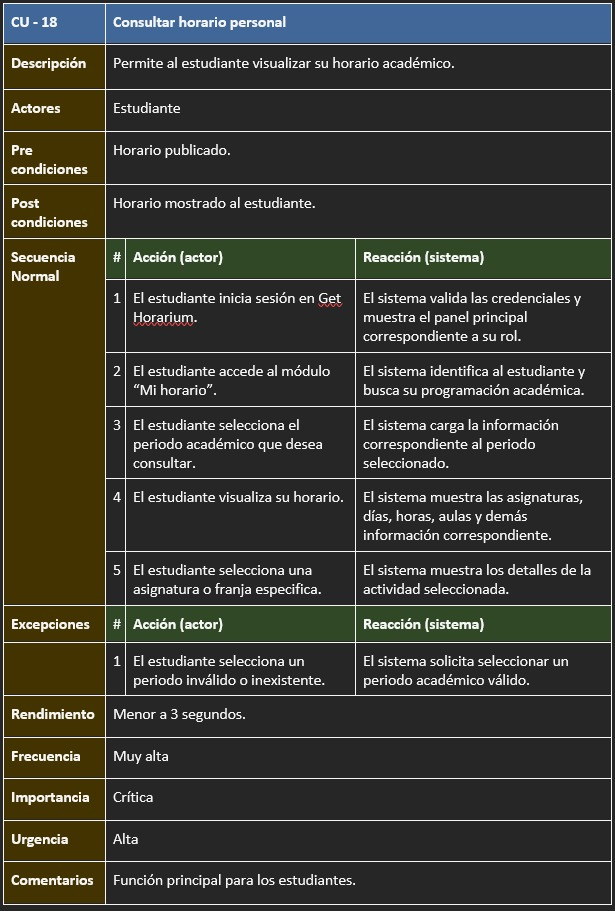 CU - 18 Consultar horario personal
Descripción Permite al estudiante visualizar su horario académico.
Actores Estudiante
Pre
condiciones
Horario publicado.
Post
condiciones
Horario mostrado al estudiante.
Secuencia
Normal
# Acción (actor) Reacción (sistema)
1 El estudiante inicia sesión en Get
Horarium.
El sistema valida las credenciales y
muestra el panel principal
correspondiente a su rol.
2 El estudiante accede al módulo
“Mi horario”.
El sistema identifica al estudiante y
busca su programación académica.
3 El estudiante selecciona el
periodo académico que desea
consultar.
El sistema carga la información
correspondiente al periodo
seleccionado.
4 El estudiante visualiza su horario.
El sistema muestra las asignaturas,
días, horas, aulas y demás
información correspondiente.
5 El estudiante selecciona una
asignatura o franja especifica.
El sistema muestra los detalles de la
actividad seleccionada.
Excepciones # Acción (actor) Reacción (sistema)
1 El estudiante selecciona un
periodo inválido o inexistente.
El sistema solicita seleccionar un
periodo académico válido.
Rendimiento Menor a 3 segundos.
Frecuencia Muy alta
Importancia Crítica
Urgencia Alta
Comentarios Función principal para los estudiantes.